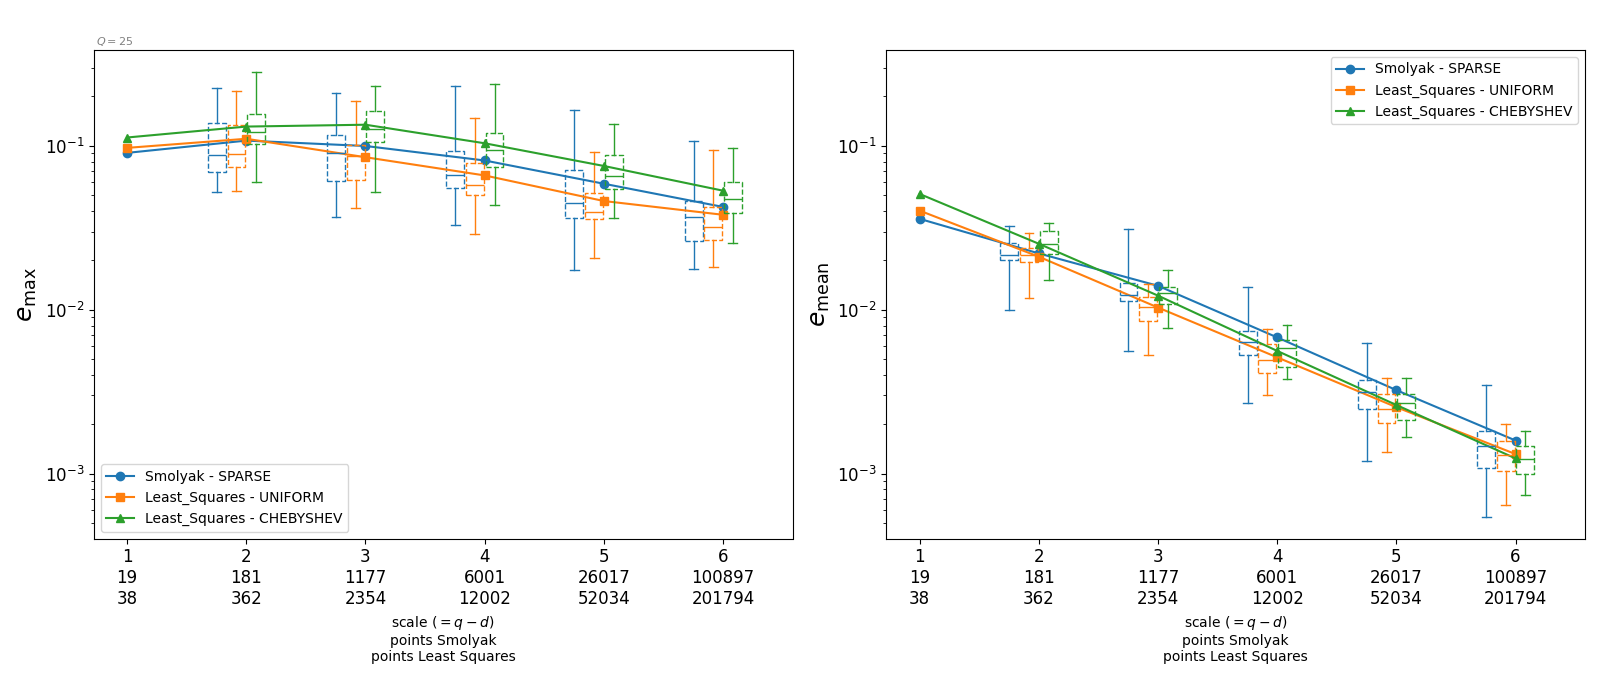 Q = 25
10⁻¹
10⁻²
10⁻³
e_max
Smolyak - SPARSE
Least_Squares - UNIFORM
Least_Squares - CHEBYSHEV
1 2 3 4 5 6
19 181 1177 6001 26017 100897
38 362 2354 12002 52034 201794
scale (= q − d)
points Smolyak
points Least Squares
10⁻¹
10⁻²
10⁻³
e_mean
Smolyak - SPARSE
Least_Squares - UNIFORM
Least_Squares - CHEBYSHEV
1 2 3 4 5 6
19 181 1177 6001 26017 100897
38 362 2354 12002 52034 201794
scale (= q − d)
points Smolyak
points Least Squares